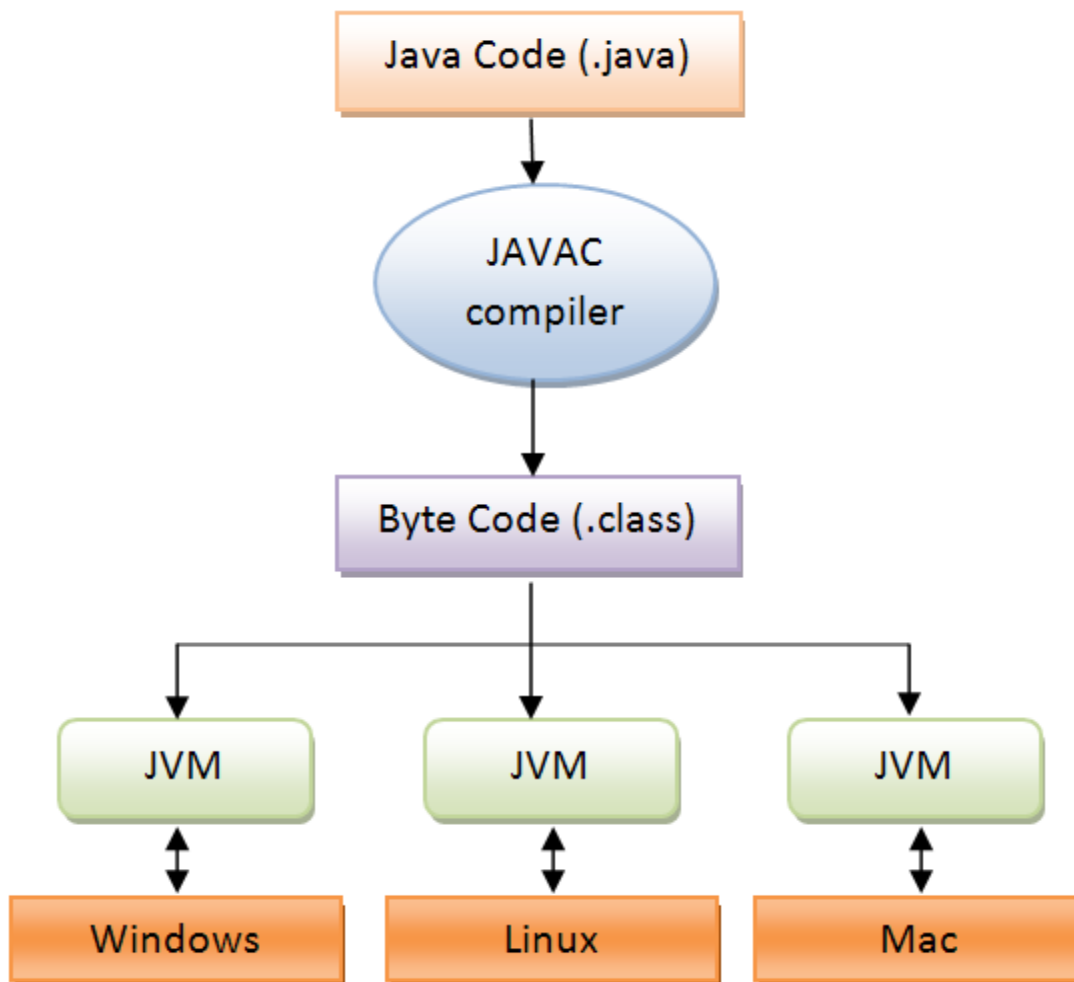 Java Code (.java)
JAVAC
compiler
Byte Code (.class)
JVM
JVM
JVM
Windows
Linux
Mac